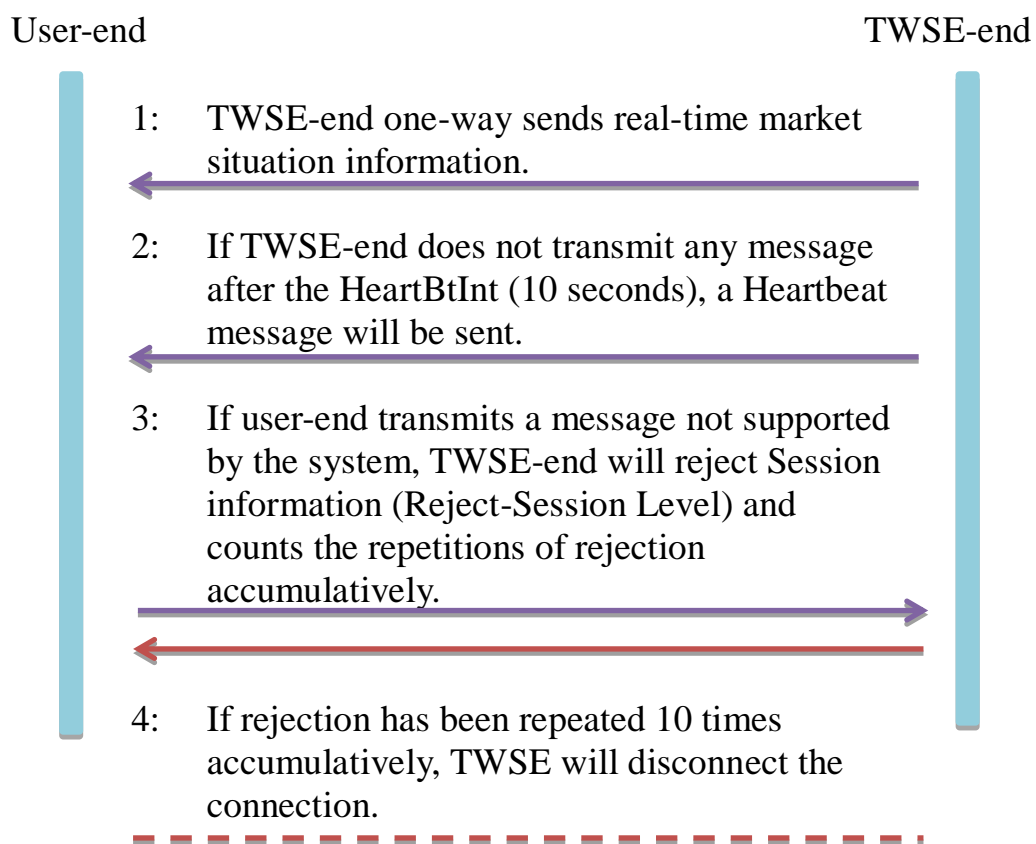 User-end TWSE-end
1: TWSE-end one-way sends real-time market
situation information.
2: If TWSE-end does not transmit any message
after the HeartBtInt (10 seconds), a Heartbeat
message will be sent.
3: If user-end transmits a message not supported
by the system, TWSE-end will reject Session
information (Reject-Session Level) and
counts the repetitions of rejection
accumulatively.
4: If rejection has been repeated 10 times
accumulatively, TWSE will disconnect the
connection.